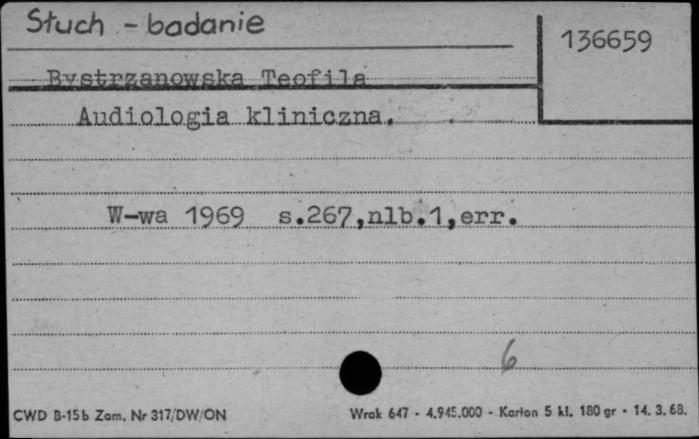 Słuch - badanie
136659
Bystrzanowska Teofila
Audiologia kliniczna.
W-wa 1969 s.267,nlb.1,err.
6
CWD B-15b Zam. Nr 317/DW/ON Wrak 647 - 4.945.000 - Karton 5 kl. 180 gr - 14. 3. 68.